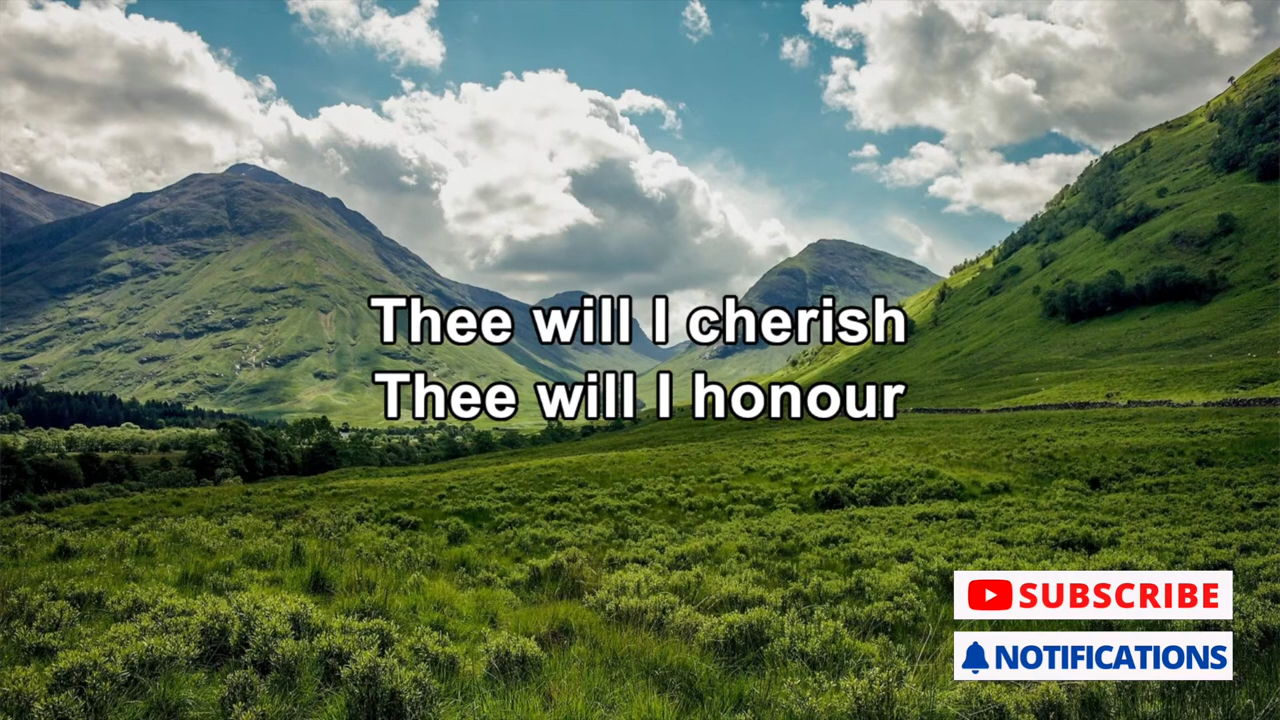 Thee will I cherish
Thee will I honour
SUBSCRIBE
NOTIFICATIONS